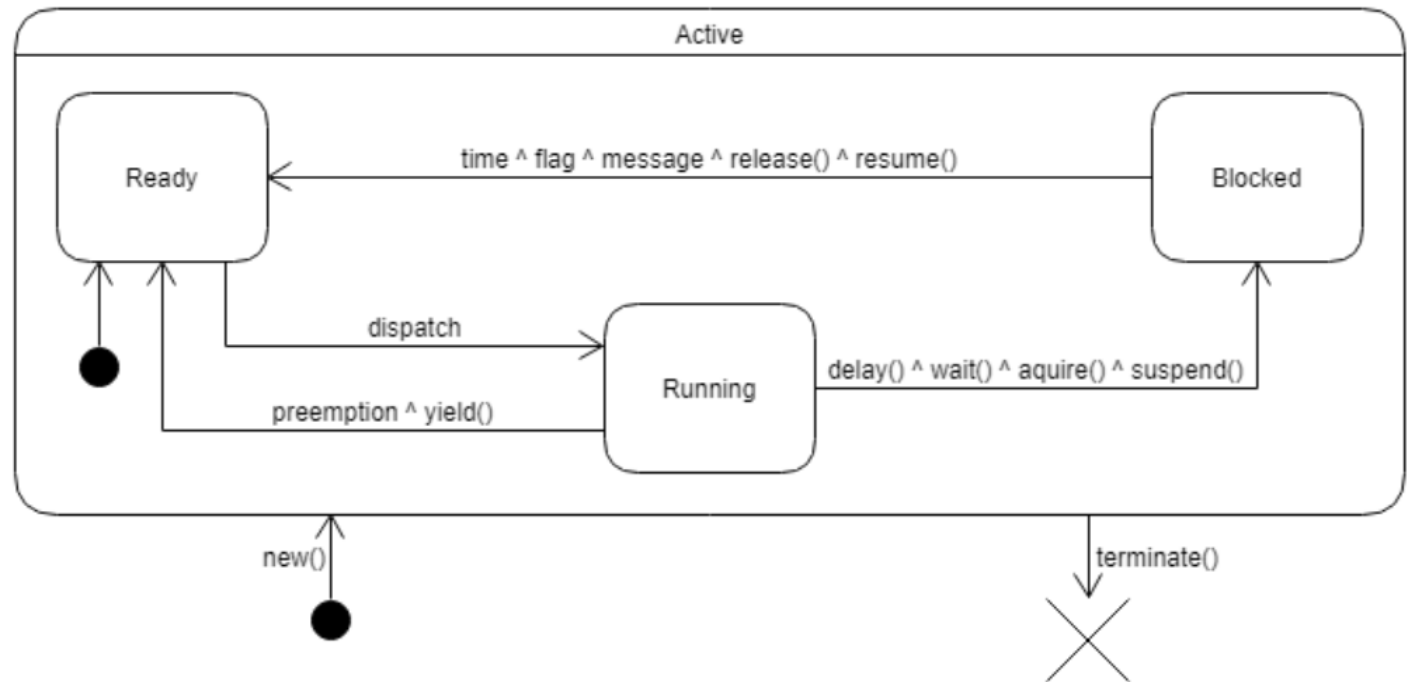 Active
time ^ flag ^ message ^ release() ^ resume()
Ready
Blocked
dispatch
delay() ^ wait() ^ aquire() ^ suspend()
Running
preemption ^ yield()
new()
terminate()